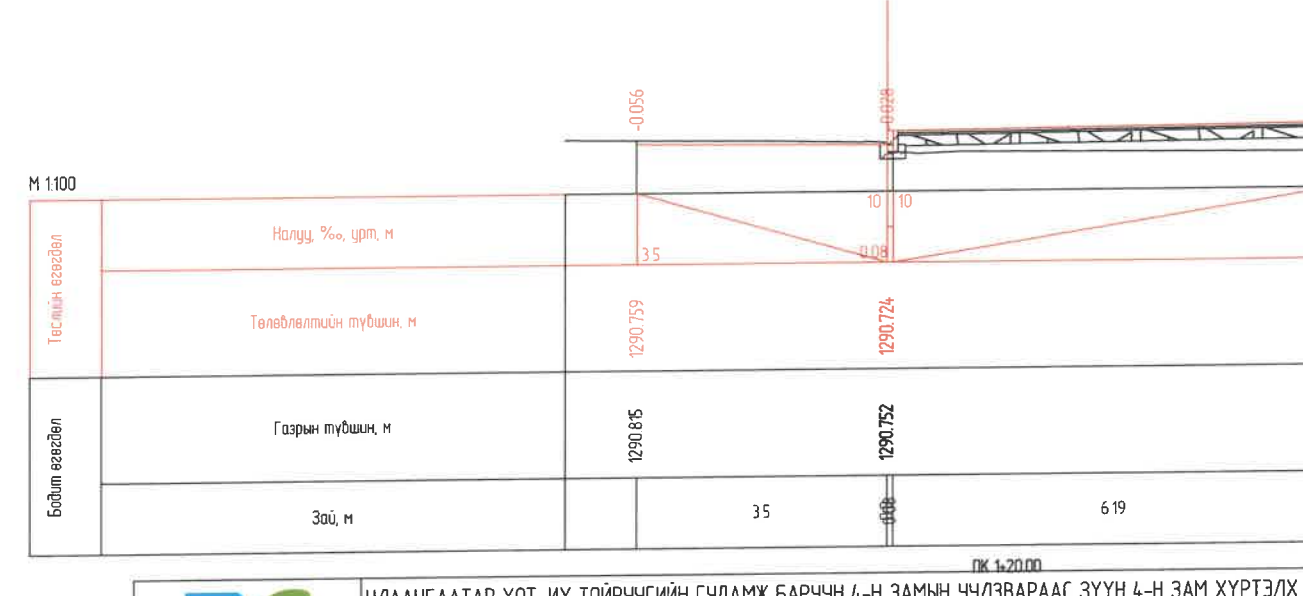 -0.056
0.028
М 1:100
10 10
Төслийн өгөгдөл
Налуу, ‰, урт, м
3.5
0.08
Төлөвлөлтийн түвшин, м
1290.759
1290.724
Бодит өгөгдөл
Газрын түвшин, м
1290.815
1290.752
Зай, м
3.5
6.19
ПК 1+20.00
УЛААНБААТАР ХОТ, ИХ ТОЙРУУГИЙН ГУДАМЖ БАРУУН 4-Н ЗАМЫН УУЛЗВАРААС ЗҮҮН 4-Н ЗАМ ХҮРТЭЛХ